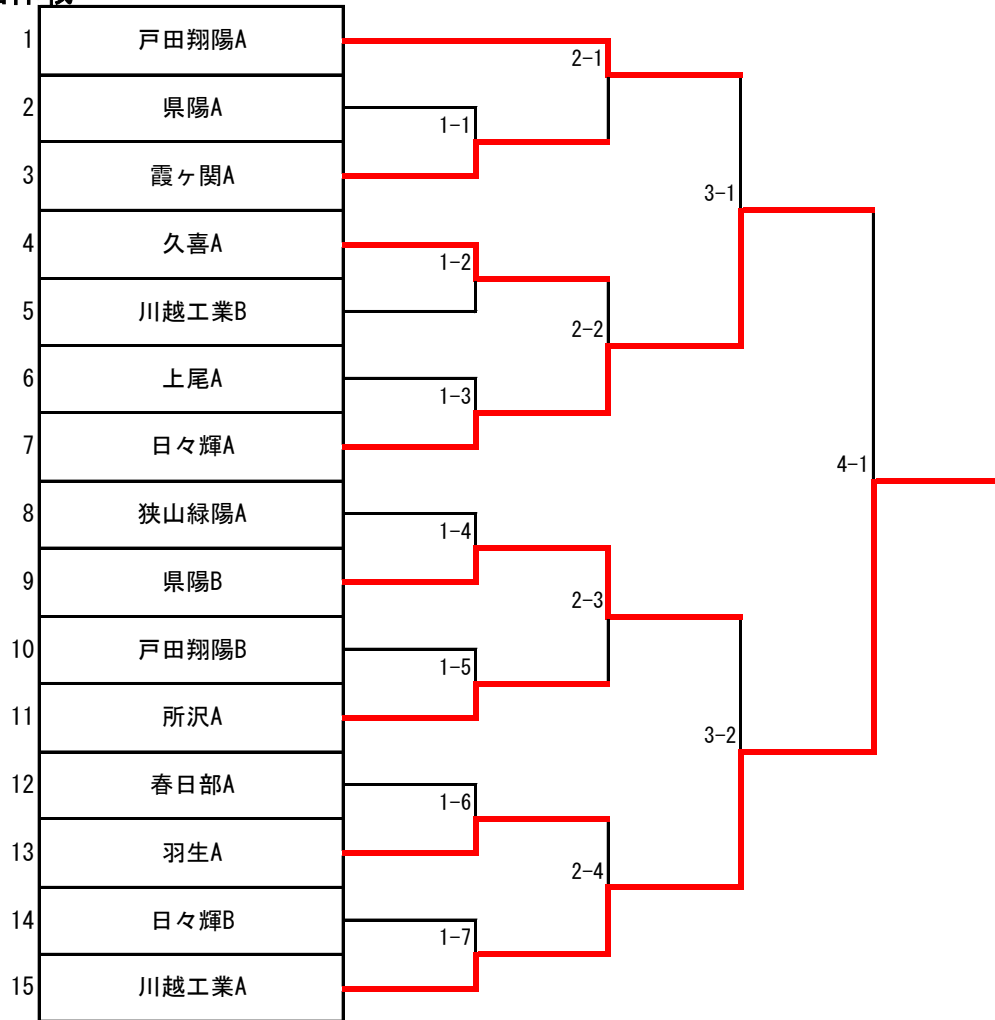 1 戸田翔陽A
2 県陽A
3 霞ヶ関A
4 久喜A
5 川越工業B
6 上尾A
7 日々輝A
8 狭山緑陽A
9 県陽B
10 戸田翔陽B
11 所沢A
12 春日部A
13 羽生A
14 日々輝B
15 川越工業A
1-1
1-2
1-3
1-4
1-5
1-6
1-7
2-1
2-2
2-3
2-4
3-1
3-2
4-1